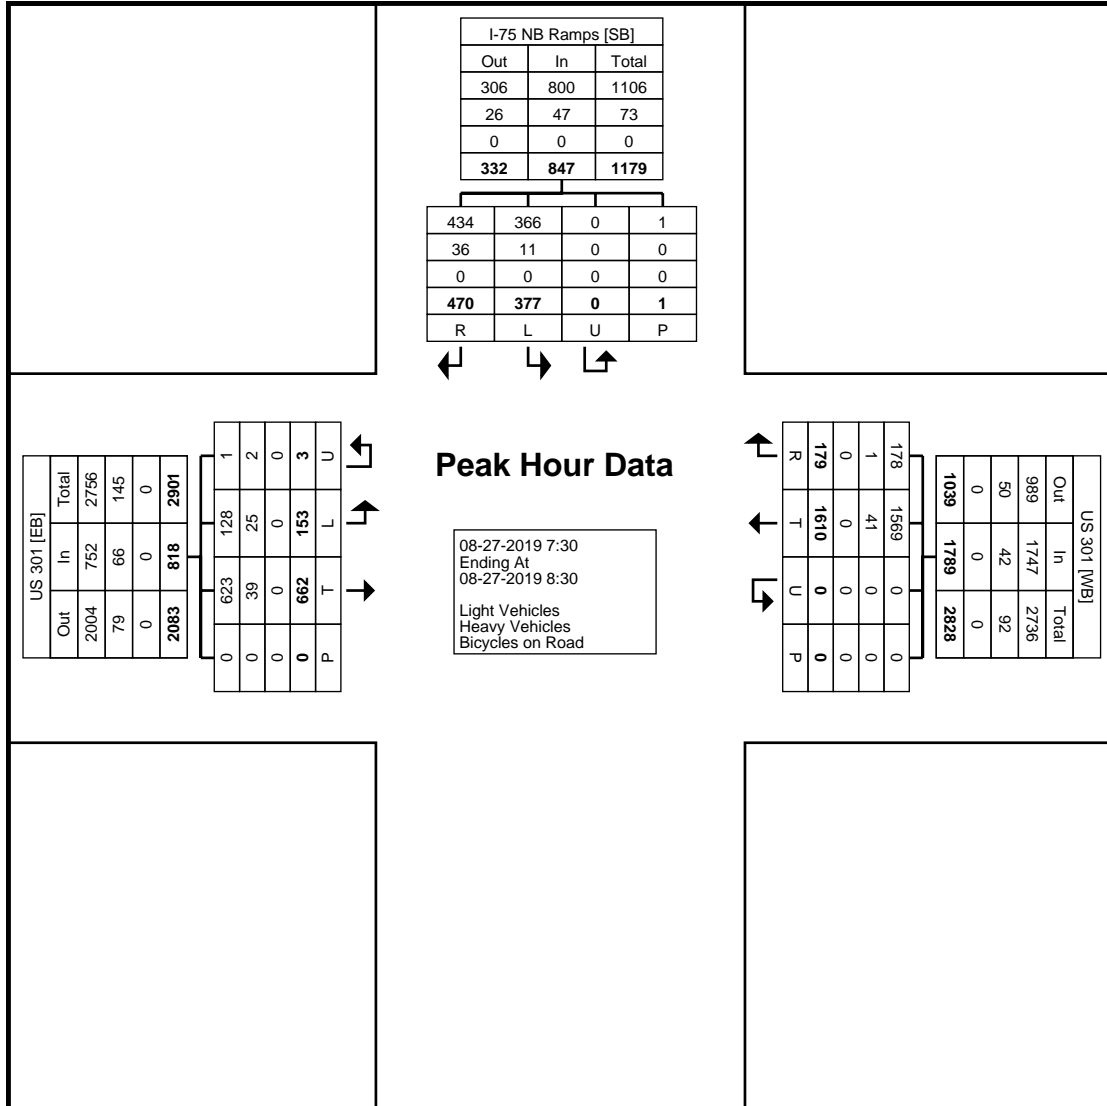 I-75 NB Ramps [SB]
Out In Total
306 800 1106
26 47 73
0 0 0
332 847 1179
434 366 0 1
36 11 0 0
0 0 0 0
470 377 0 1
R L U P
US 301 [EB]
Out In Total
2004 752 2756
79 66 145
0 0 0
2083 818 2901
0 623 128 1
0 39 25 2
0 0 0 0
0 662 153 3
P T L U
Peak Hour Data
08-27-2019 7:30
Ending At
08-27-2019 8:30
Light Vehicles
Heavy Vehicles
Bicycles on Road
US 301 [WB]
Out In Total
989 1747 2736
50 42 92
0 0 0
1039 1789 2828
178 1569 0 0
1 41 0 0
0 0 0 0
179 1610 0 0
R T U P